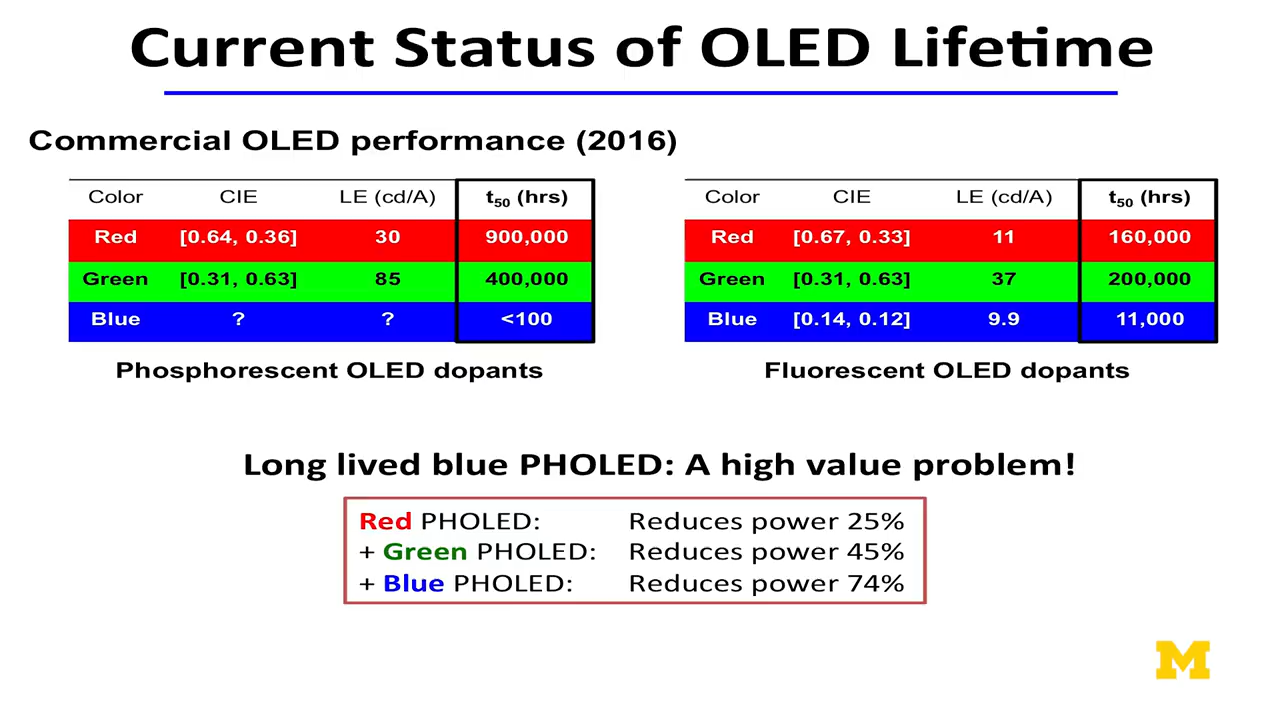 Current Status of OLED Lifetime
Commercial OLED performance (2016)
Color CIE LE (cd/A) t50 (hrs)
Red [0.64, 0.36] 30 900,000
Green [0.31, 0.63] 85 400,000
Blue ? ? <100
Phosphorescent OLED dopants
Color CIE LE (cd/A) t50 (hrs)
Red [0.67, 0.33] 11 160,000
Green [0.31, 0.63] 37 200,000
Blue [0.14, 0.12] 9.9 11,000
Fluorescent OLED dopants
Long lived blue PHOLED: A high value problem!
Red PHOLED: Reduces power 25%
+ Green PHOLED: Reduces power 45%
+ Blue PHOLED: Reduces power 74%
M